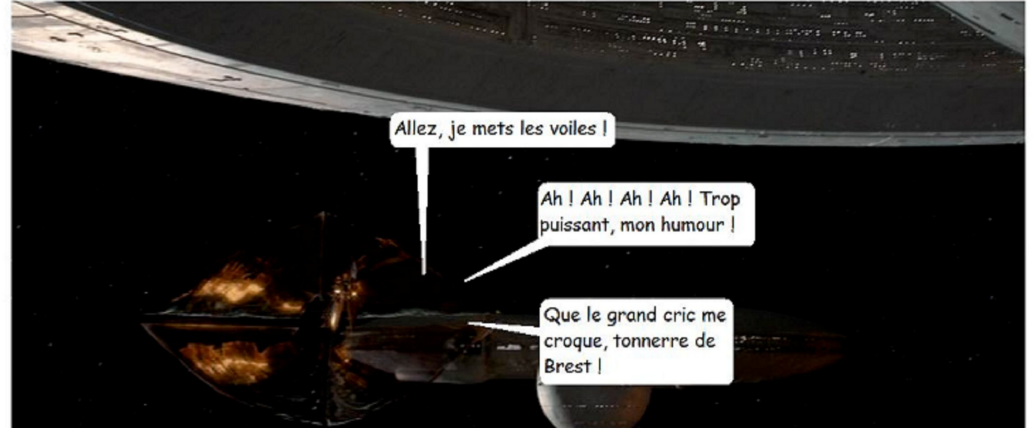 Allez, je mets les voiles !
Ah ! Ah ! Ah ! Ah ! Trop
puissant, mon humour !
Que le grand cric me
croque, tonnerre de
Brest !